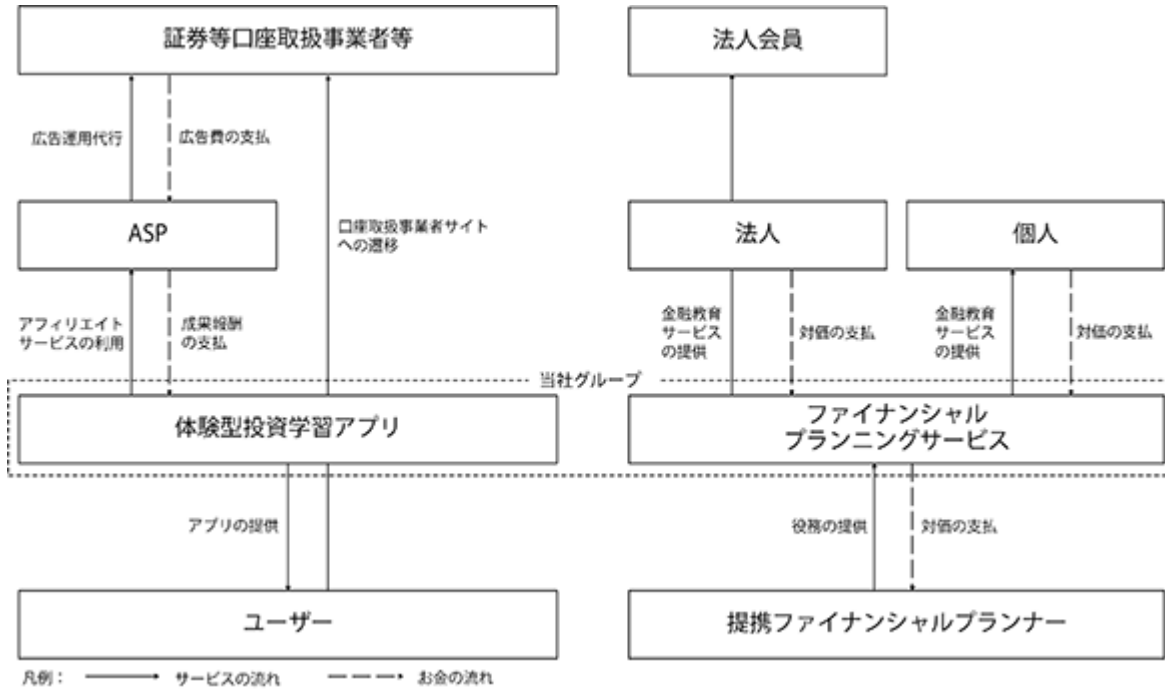 証券等口座取扱事業者等
法人会員
広告運用代行
広告費の支払
ASP
口座取扱事業者サイト
への遷移
法人
個人
アフィリエイト
サービスの利用
成果報酬
の支払
金融教育
サービス
の提供
対価の支払
金融教育
サービス
の提供
対価の支払
当社グループ
体験型投資学習アプリ
ファイナンシャル
プランニングサービス
アプリの提供
役務の提供
対価の支払
ユーザー
提携ファイナンシャルプランナー
凡例： サービスの流れ お金の流れ